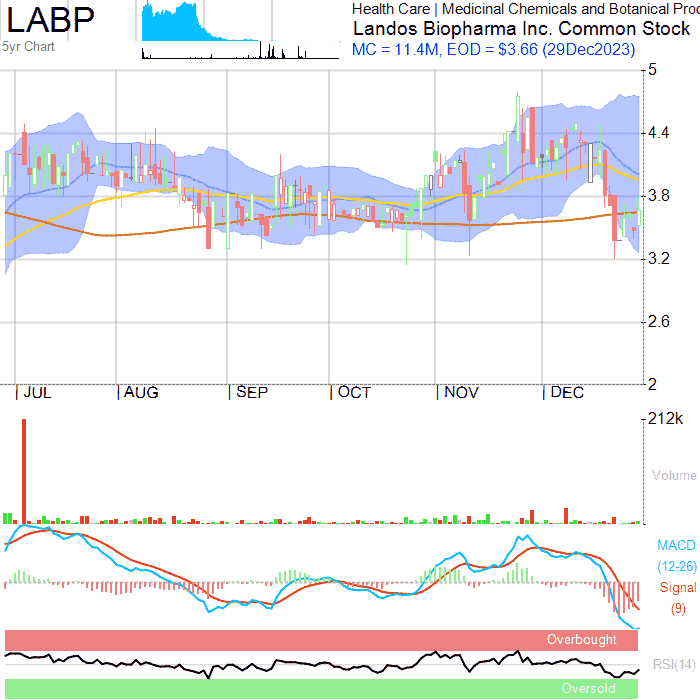 LABP
5yr Chart
Health Care | Medicinal Chemicals and Botanical Proc
Landos Biopharma Inc. Common Stock
MC = 11.4M, EOD = $3.66 (29Dec2023)
5
4.4
3.8
3.2
2.6
2
JUL AUG SEP OCT NOV DEC
212k
Volume
MACD
(12-26)
Signal
(9)
Overbought
RSI(14)
Oversold